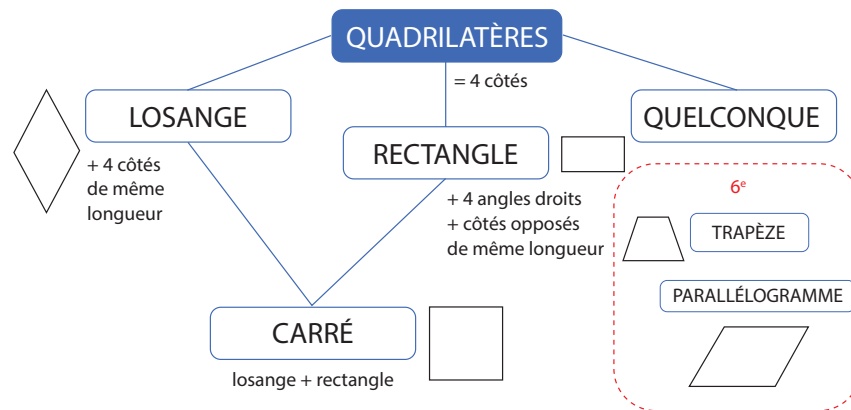 QUADRILATÈRES
= 4 côtés
LOSANGE
+ 4 côtés
de même
longueur
RECTANGLE
+ 4 angles droits
+ côtés opposés
de même longueur
QUELCONQUE
6e
TRAPÈZE
PARALLÉLOGRAMME
CARRÉ
losange + rectangle